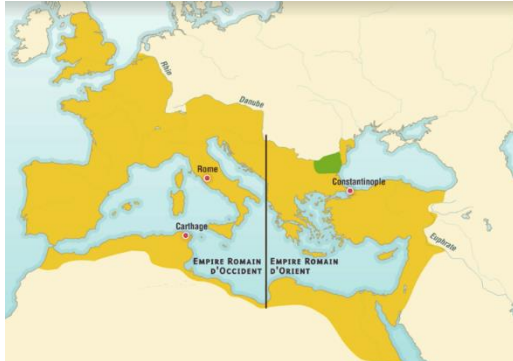 Rhin
Danube
Rome
Constantinople
Carthage
Euphrate
EMPIRE ROMAIN
D'OCCIDENT
EMPIRE ROMAIN
D'ORIENT